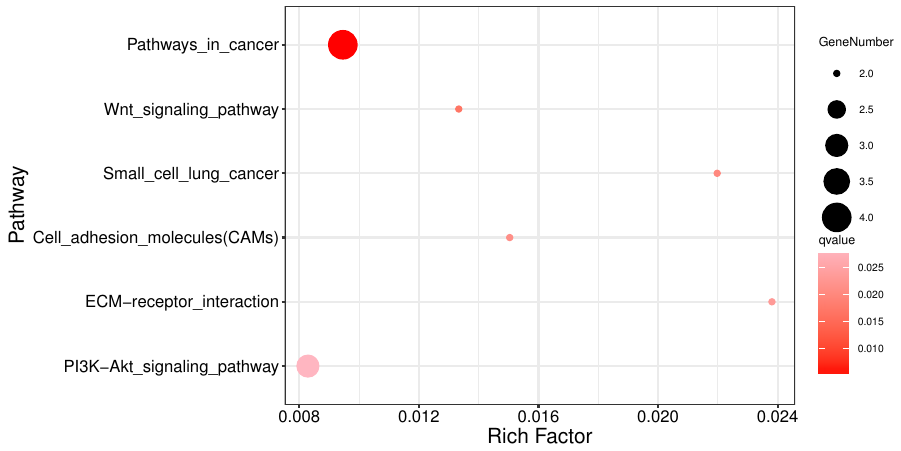 Pathway
Pathways_in_cancer
Wnt_signaling_pathway
Small_cell_lung_cancer
Cell_adhesion_molecules(CAMs)
ECM−receptor_interaction
PI3K−Akt_signaling_pathway
0.008 0.012 0.016 0.020 0.024
Rich Factor
GeneNumber
2.0
2.5
3.0
3.5
4.0
qvalue
0.025
0.020
0.015
0.010